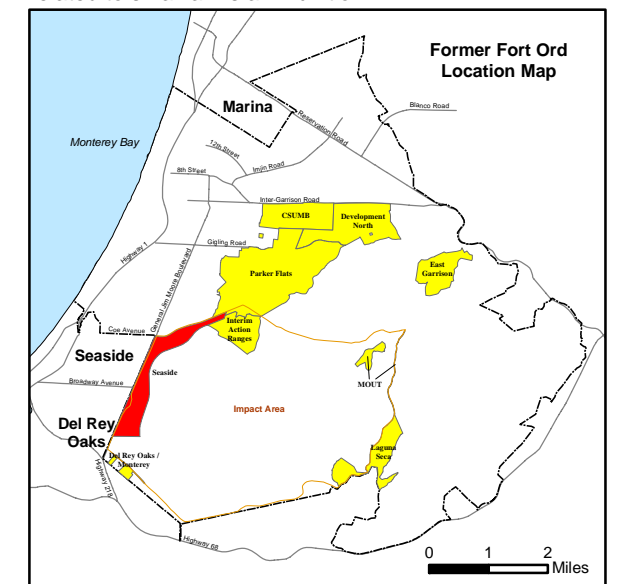 Former Fort Ord
Location Map
Marina
Blanco Road
Reservation Road
Monterey Bay
12th Street
8th Street
Imjin Road
Inter-Garrison Road
CSUMB
Development
North
Gigling Road
Highway 1
General Jim Moore Boulevard
East
Garrison
Parker Flats
Interim
Action
Ranges
Coe Avenue
Seaside
Seaside
MOUT
Broadway Avenue
Impact Area
Del Rey
Oaks
Laguna
Seca
Del Rey Oaks /
Monterey
Highway 218
Highway 68
0 1 2
Miles